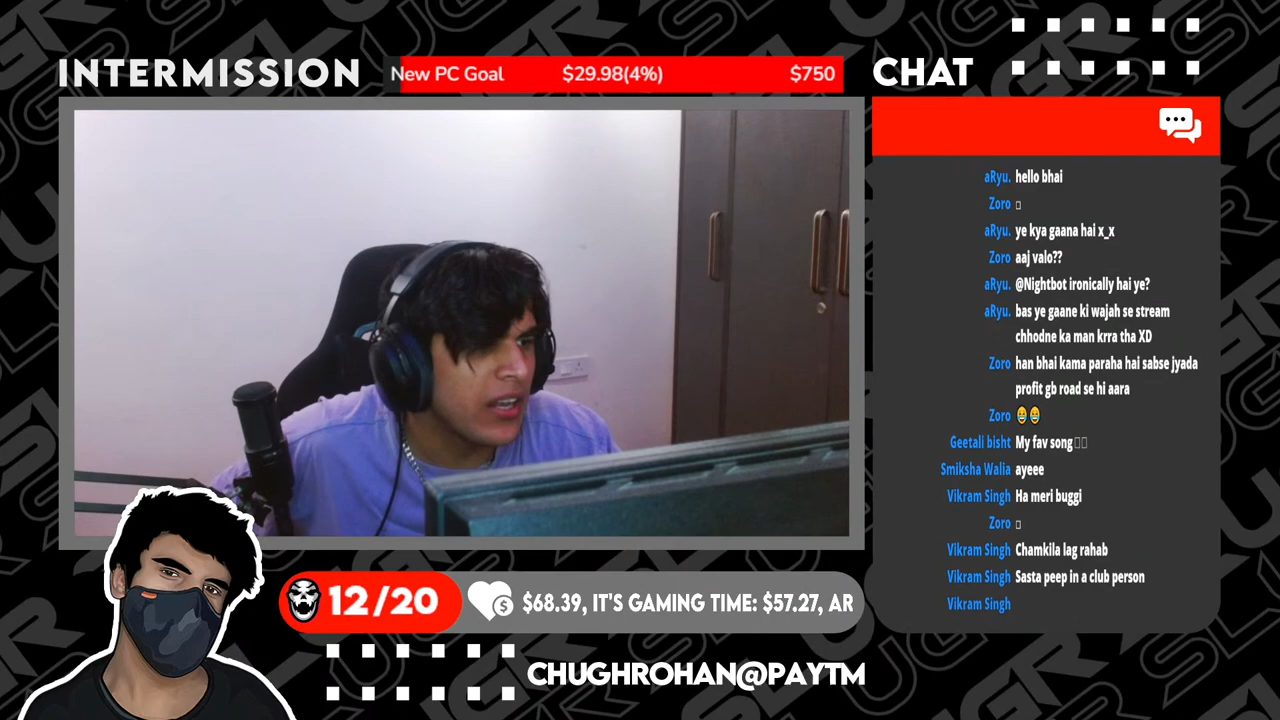 INTERMISSION
New PC Goal $29.98(4%) $750
CHAT
aRyu. hello bhai
Zoro
aRyu. ye kya gaana hai x_x
Zoro aaj valo??
aRyu. @Nightbot ironically hai ye?
aRyu. bas ye gaane ki wajah se stream
chhodne ka man krra tha XD
Zoro han bhai kama paraha hai sabse jyada
profit gb road se hi aara
Zoro 😂😂
Geetali bisht My fav song
Smiksha Walia ayeee
Vikram Singh Ha meri buggi
Zoro
Vikram Singh Chamkila lag rahab
Vikram Singh Sasta peep in a club person
Vikram Singh
12/20
$68.39, IT'S GAMING TIME: $57.27, AR
CHUGHROHAN@PAYTM